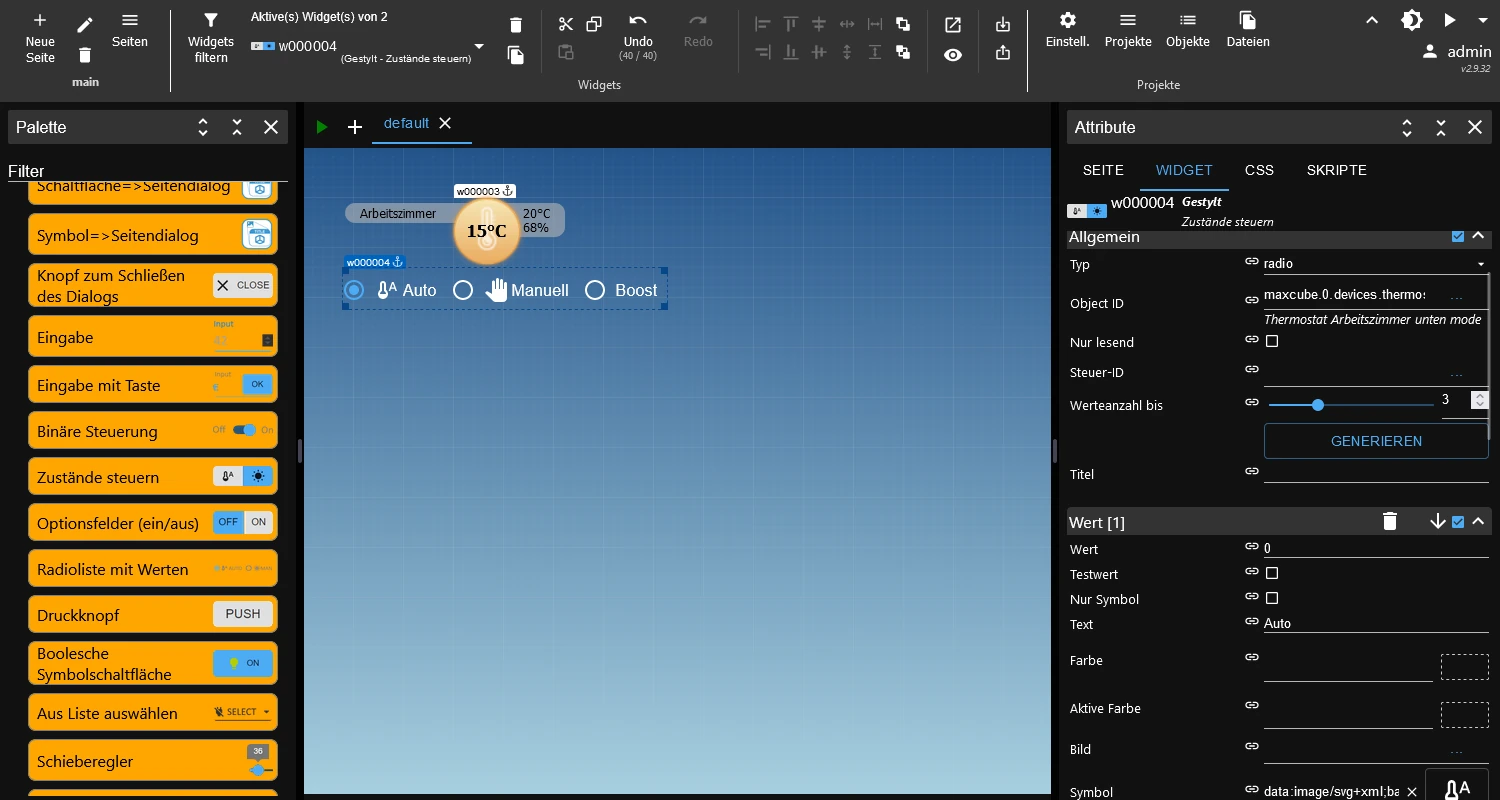 Neue
Seite
Seiten
main
Widgets
filtern
Aktive(s) Widget(s) von 2
w000004
(Gestylt - Zustände steuern)
Undo
(40 / 40)
Redo
Widgets
Einstell.
Projekte
Objekte
Dateien
Projekte
admin
v2.9.32
Palette
Filter
Schaltfläche=>Seitendialog
Symbol=>Seitendialog
TITLE
Knopf zum Schließen
des Dialogs
CLOSE
Eingabe
Input
Eingabe mit Taste
Input
OK
Binäre Steuerung
Off
On
Zustände steuern
A
Optionsfelder (ein/aus)
OFF
ON
Radioliste mit Werten
AUTO
Druckknopf
PUSH
Boolesche
Symbolschaltfläche
ON
Aus Liste auswählen
SELECT
Schieberegler
36
default
w000003
Arbeitszimmer
15°C
20°C
68%
w000004
A
Auto
Manuell
Boost
Attribute
SEITE
WIDGET
CSS
SKRIPTE
w000004
Gestylt
Zustände steuern
Allgemein
Typ
radio
Object ID
maxcube.0.devices.thermos
...
Thermostat Arbeitszimmer unten mode
Nur lesend
Steuer-ID
...
Werteanzahl bis
3
GENERIEREN
Titel
Wert [1]
Wert
0
Testwert
Nur Symbol
Text
Auto
Farbe
Aktive Farbe
Bild
...
Symbol
data:image/svg+xml;ba
A